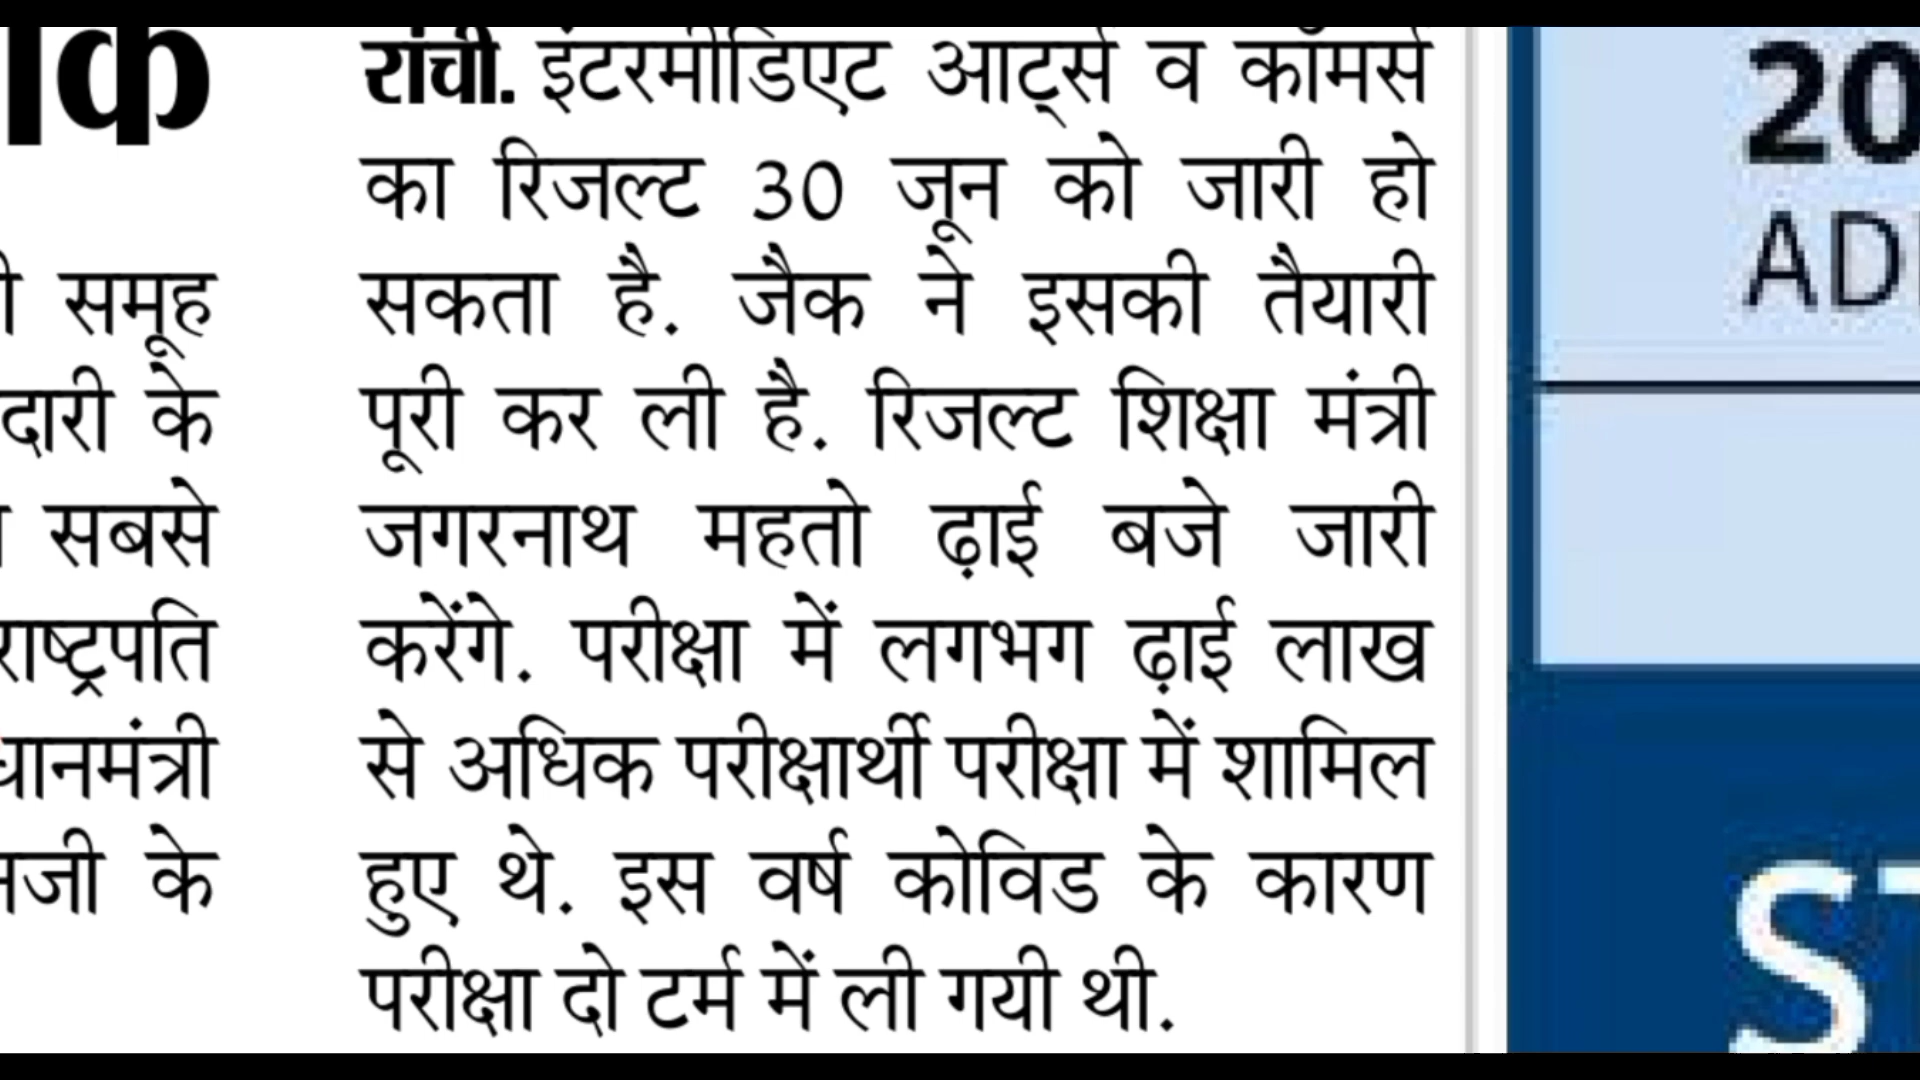 समूह
दारी के
सबसे
राष्ट्रपति
के
रांची. इंटरमीडिएट आर्ट्स व कॉमर्स
का रिजल्ट 30 जून को जारी हो
सकता है. जैक ने इसकी तैयारी
पूरी कर ली है. रिजल्ट शिक्षा मंत्री
जगरनाथ महतो ढ़ाई बजे जारी
करेंगे. परीक्षा में लगभग ढ़ाई लाख
से अधिक परीक्षार्थी परीक्षा में शामिल
हुए थे. इस वर्ष कोविड के कारण
परीक्षा दो टर्म में ली गयी थी.
20
AD
ST